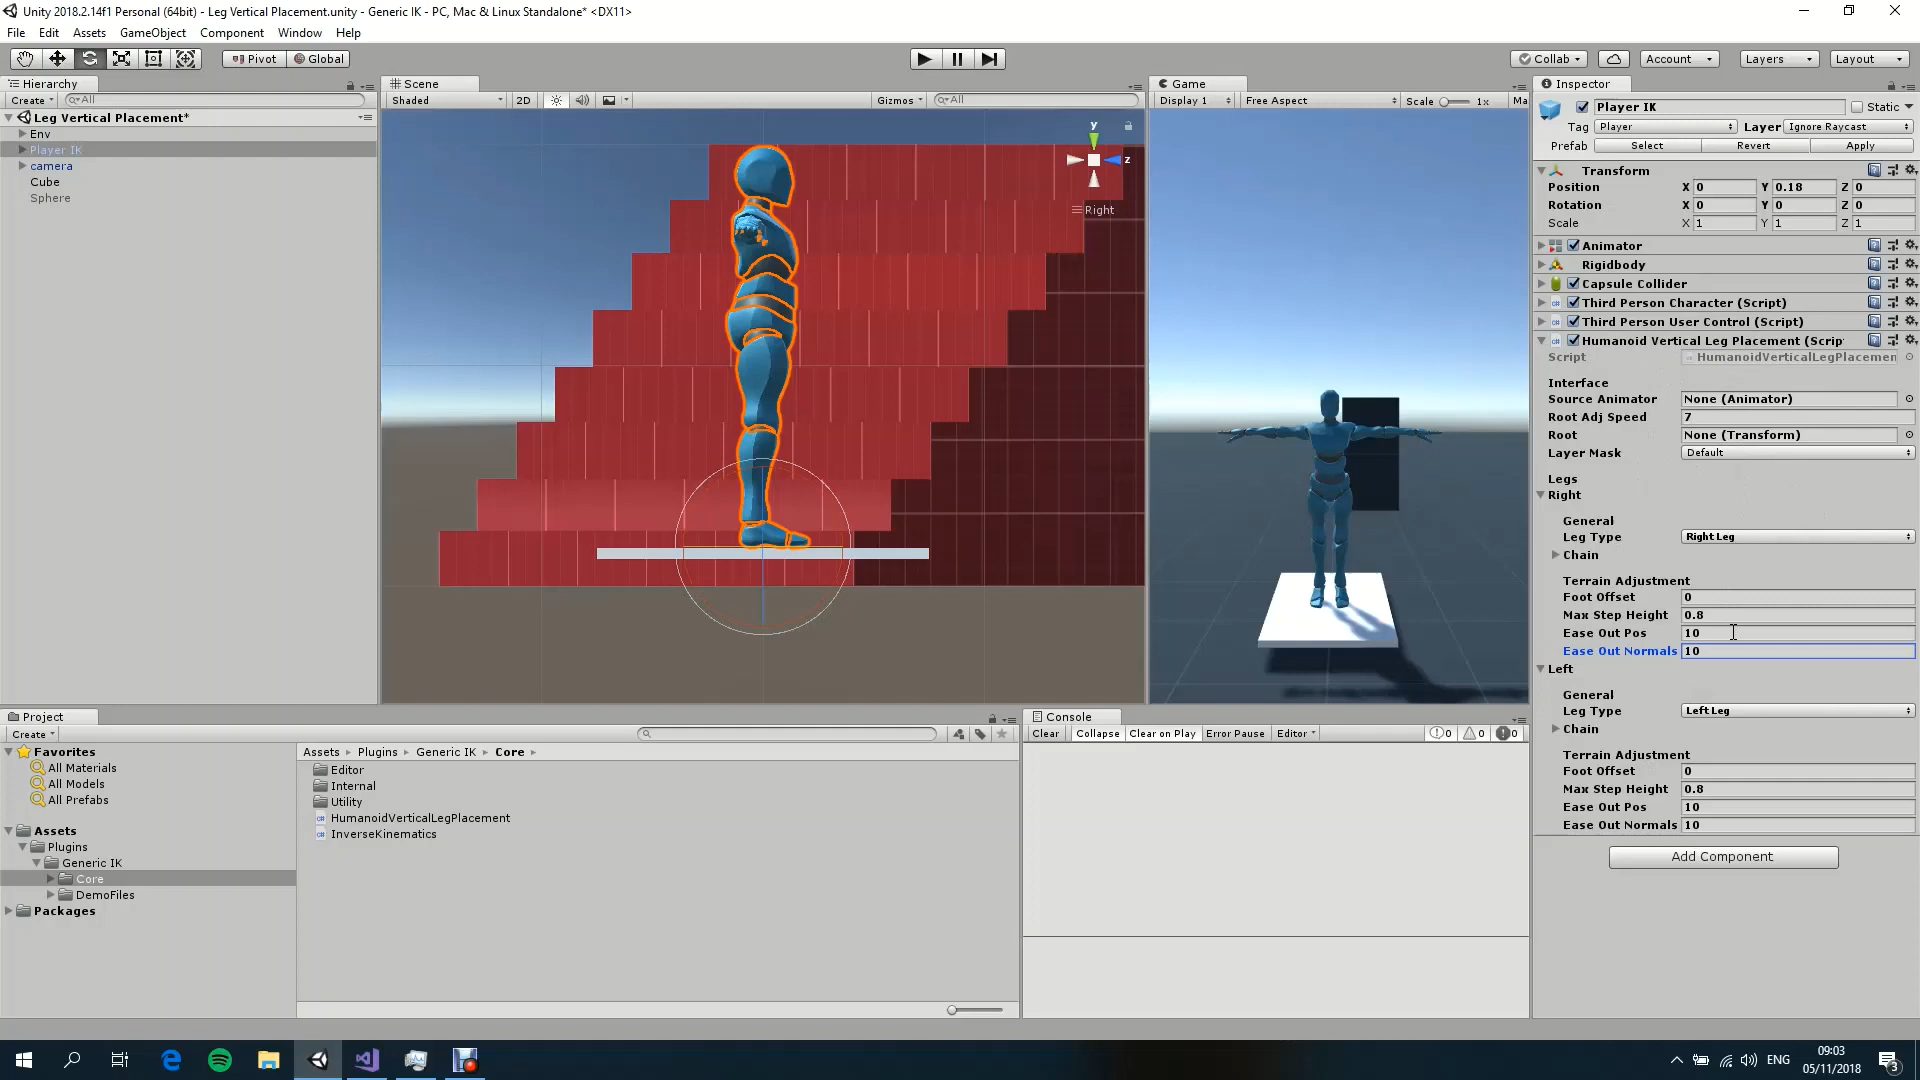 Unity 2018.2.14f1 Personal (64bit) - Leg Vertical Placement.unity - Generic IK - PC, Mac & Linux Standalone* <DX11>
File Edit Assets GameObject Component Window Help
Pivot Global Collab Account Layers Layout
Hierarchy
Create All
Leg Vertical Placement*
Env
Player IK
camera
Cube
Sphere
Scene
Shaded 2D Gizmos All
y
z
Right
Game
Display 1 Free Aspect Scale 1x Ma
Inspector
Player IK Static
Tag Player Layer Ignore Raycast
Prefab Select Revert Apply
Transform
Position X 0 Y 0.18 Z 0
Rotation X 0 Y 0 Z 0
Scale X 1 Y 1 Z 1
Animator
Rigidbody
Capsule Collider
Third Person Character (Script)
Third Person User Control (Script)
Humanoid Vertical Leg Placement (Scrip
Script HumanoidVerticalLegPlacemen
Interface
Source Animator None (Animator)
Root Adj Speed 7
Root None (Transform)
Layer Mask Default
Legs
Right
General
Leg Type Right Leg
Chain
Terrain Adjustment
Foot Offset 0
Max Step Height 0.8
Ease Out Pos 10
Ease Out Normals 10
Left
General
Leg Type Left Leg
Chain
Terrain Adjustment
Foot Offset 0
Max Step Height 0.8
Ease Out Pos 10
Ease Out Normals 10
Add Component
Project
Create
Favorites
All Materials
All Models
All Prefabs
Assets
Plugins
Generic IK
Core
DemoFiles
Packages
Assets Plugins Generic IK Core
Editor
Internal
Utility
HumanoidVerticalLegPlacement
InverseKinematics
Console
Clear Collapse Clear on Play Error Pause Editor 0 0 0
ENG
09:03
05/11/2018
3